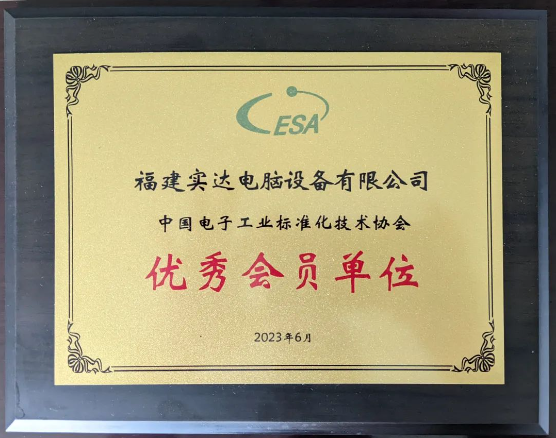 CESA
福建实达电脑设备有限公司
中国电子工业标准化技术协会
优秀会员单位
2023年6月